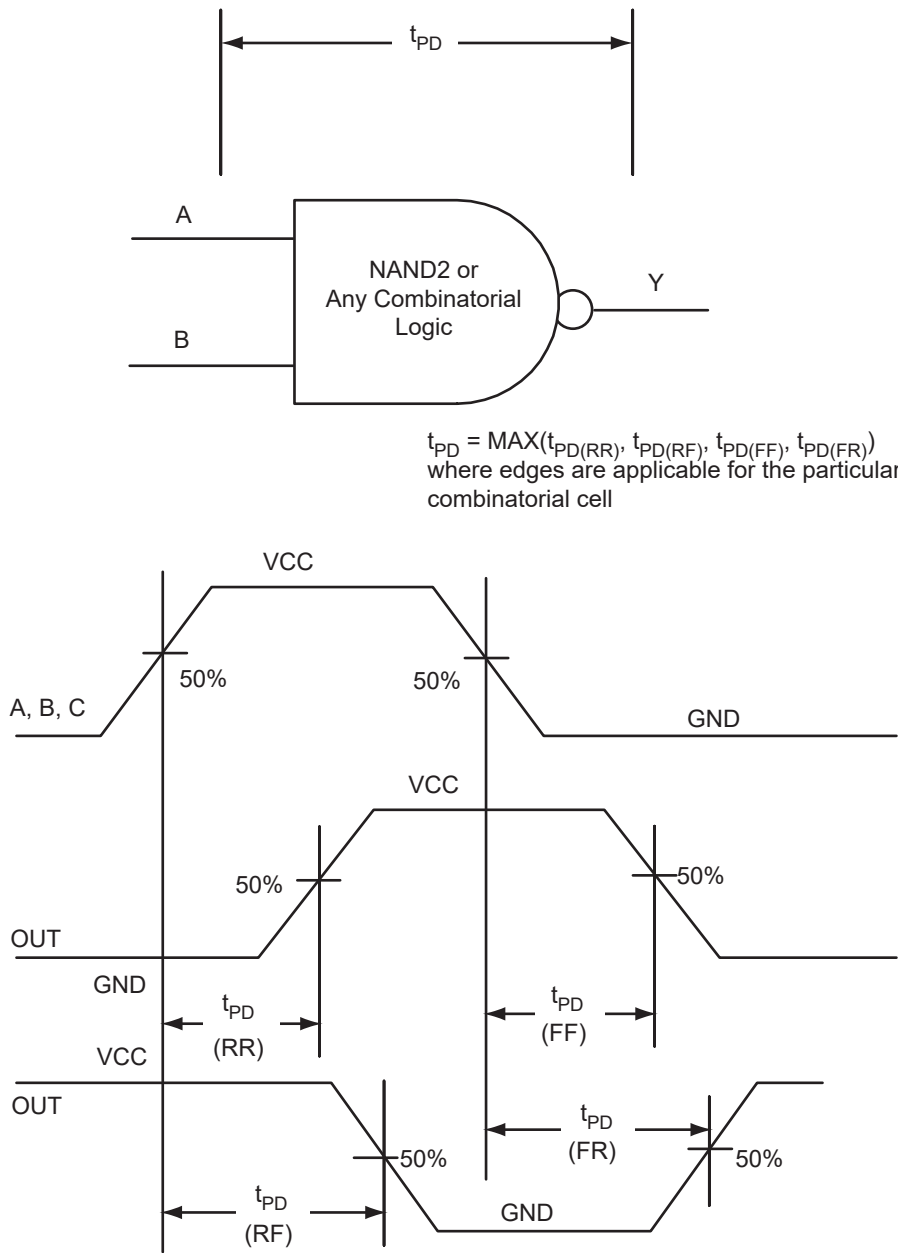 tPD
A
NAND2 or
Any Combinatorial
Logic
B
Y
tPD = MAX(tPD(RR), tPD(RF), tPD(FF), tPD(FR))
where edges are applicable for the particular
combinatorial cell
VCC
50%
50%
A, B, C
GND
VCC
50%
50%
OUT
GND
tPD
(RR)
tPD
(FF)
VCC
OUT
tPD
(FR)
50%
50%
tPD
(RF)
GND